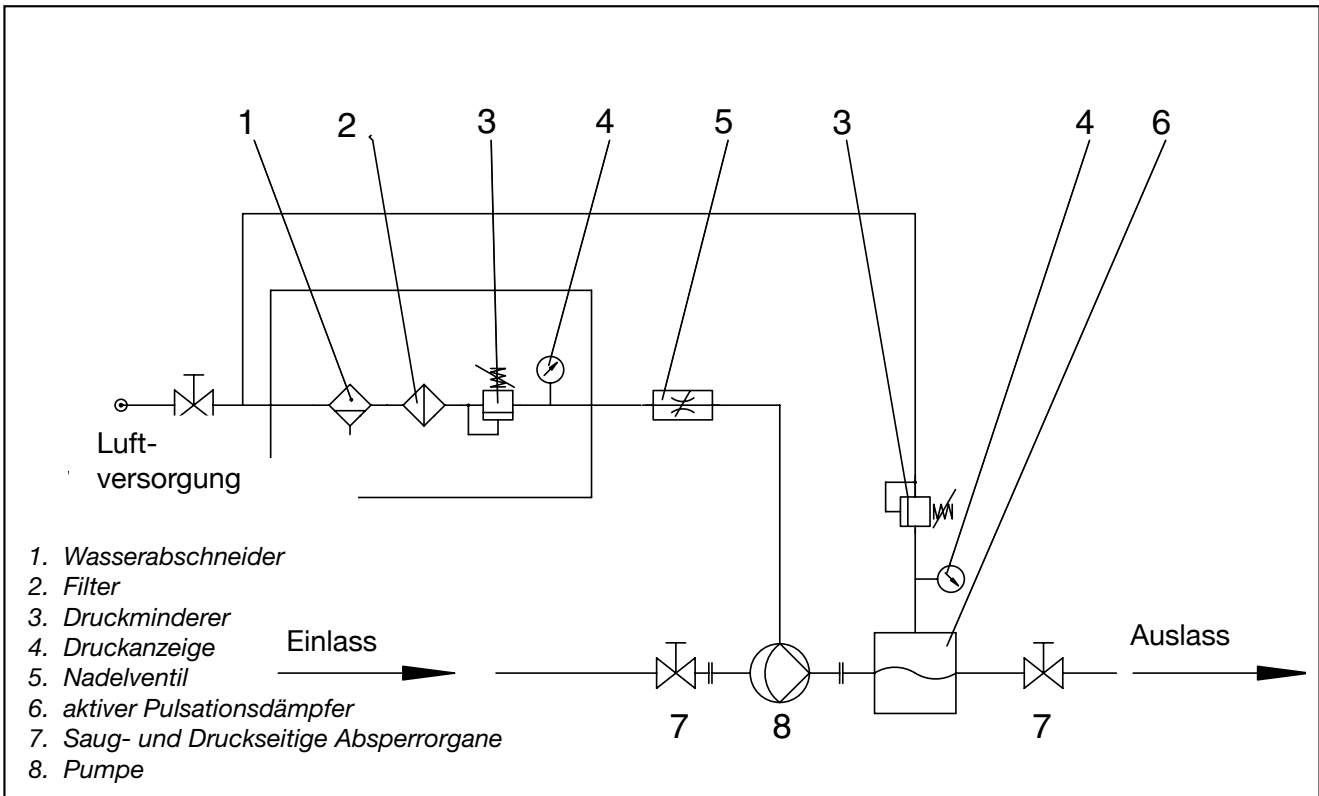 1 2 3 4 5 3 4 6
Luft-
versorgung
1. Wasserabschneider
2. Filter
3. Druckminderer
4. Druckanzeige
5. Nadelventil
6. aktiver Pulsationsdämpfer
7. Saug- und Druckseitige Absperrorgane
8. Pumpe
Einlass
Auslass
7 8 7